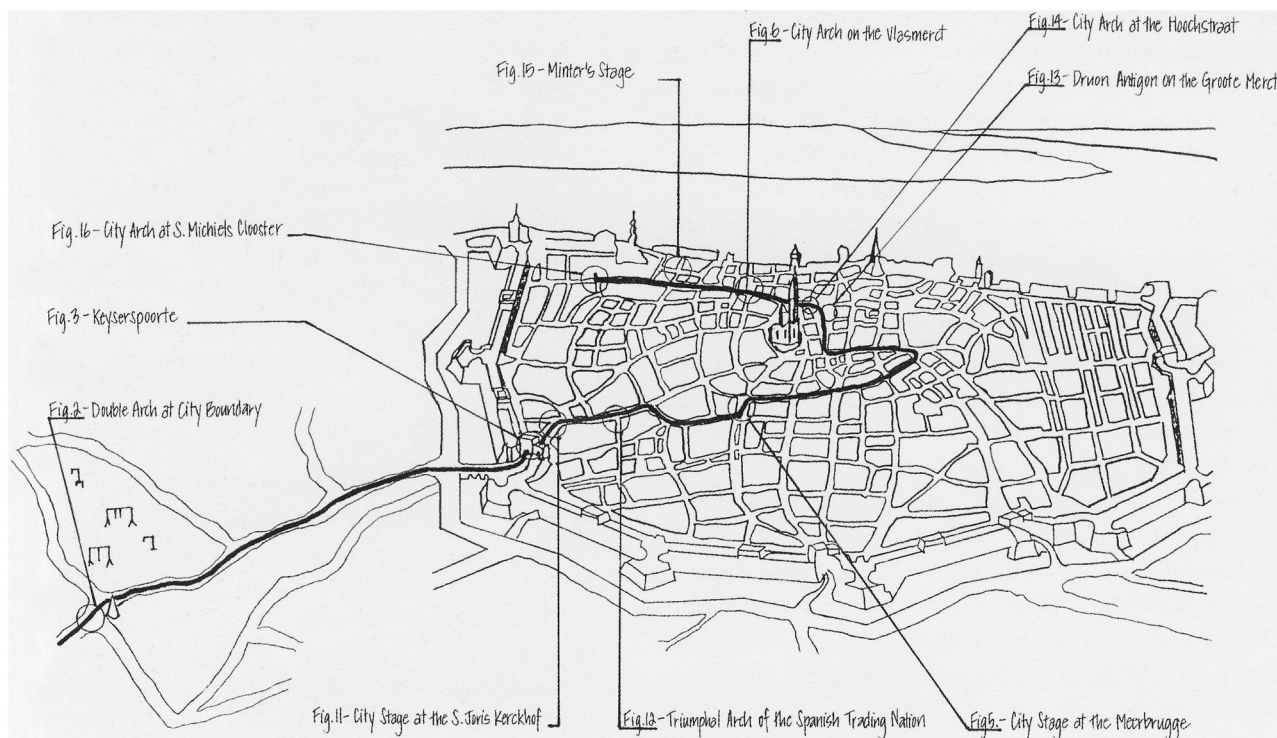 Fig.6- City Arch on the Vlasmerct
Fig.14- City Arch at the Hoochstraat
Fig.15- Minter's Stage
Fig.13- Druon Antigon on the Groote Merct
Fig.16- City Arch at S. Michiels Clooster
Fig.3- Keyserspoorte
Fig.2- Double Arch at City Boundary
Fig.11- City Stage at the S. Joris Kerckhof
Fig.12- Triumphal Arch of the Spanish Trading Nation
Fig5.- City Stage at the Meerbrugge